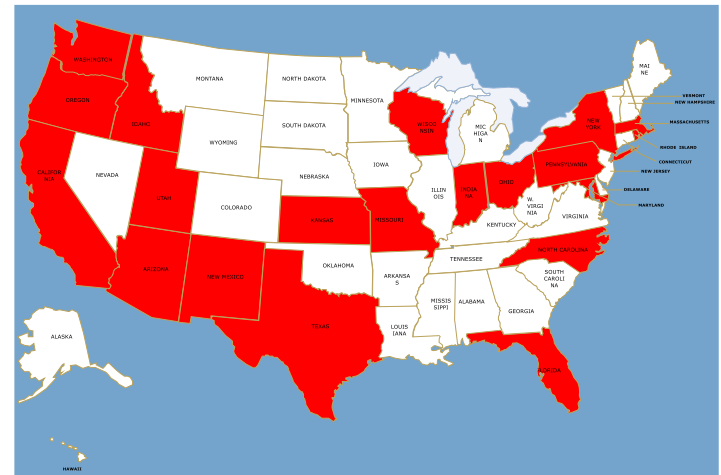 WASHINGTON
MAI
NE
MONTANA
NORTH DAKOTA
VERMONT
OREGON
MINNESOTA
NEW HAMPSHIRE
IDAHO
SOUTH DAKOTA
WISCO
NSIN
MIC
HIGA
N
NEW
YORK
MASSACHUSETTS
WYOMING
RHODE ISLAND
IOWA
PENNSYLVANIA
CONNECTICUT
CALIFOR
NIA
NEVADA
NEBRASKA
NEW JERSEY
UTAH
ILLIN
OIS
INDIA
NA
OHIO
DELAWARE
COLORADO
KANSAS
MISSOURI
W.
VIRGI
NIA
MARYLAND
VIRGINIA
KENTUCKY
NORTH CAROLINA
ARIZONA
NEW MEXICO
OKLAHOMA
ARKANSA
S
TENNESSEE
SOUTH
CAROLI
NA
MISSIS
SIPPI
ALABAMA
GEORGIA
ALASKA
TEXAS
LOUIS
IANA
FLORIDA
HAWAII